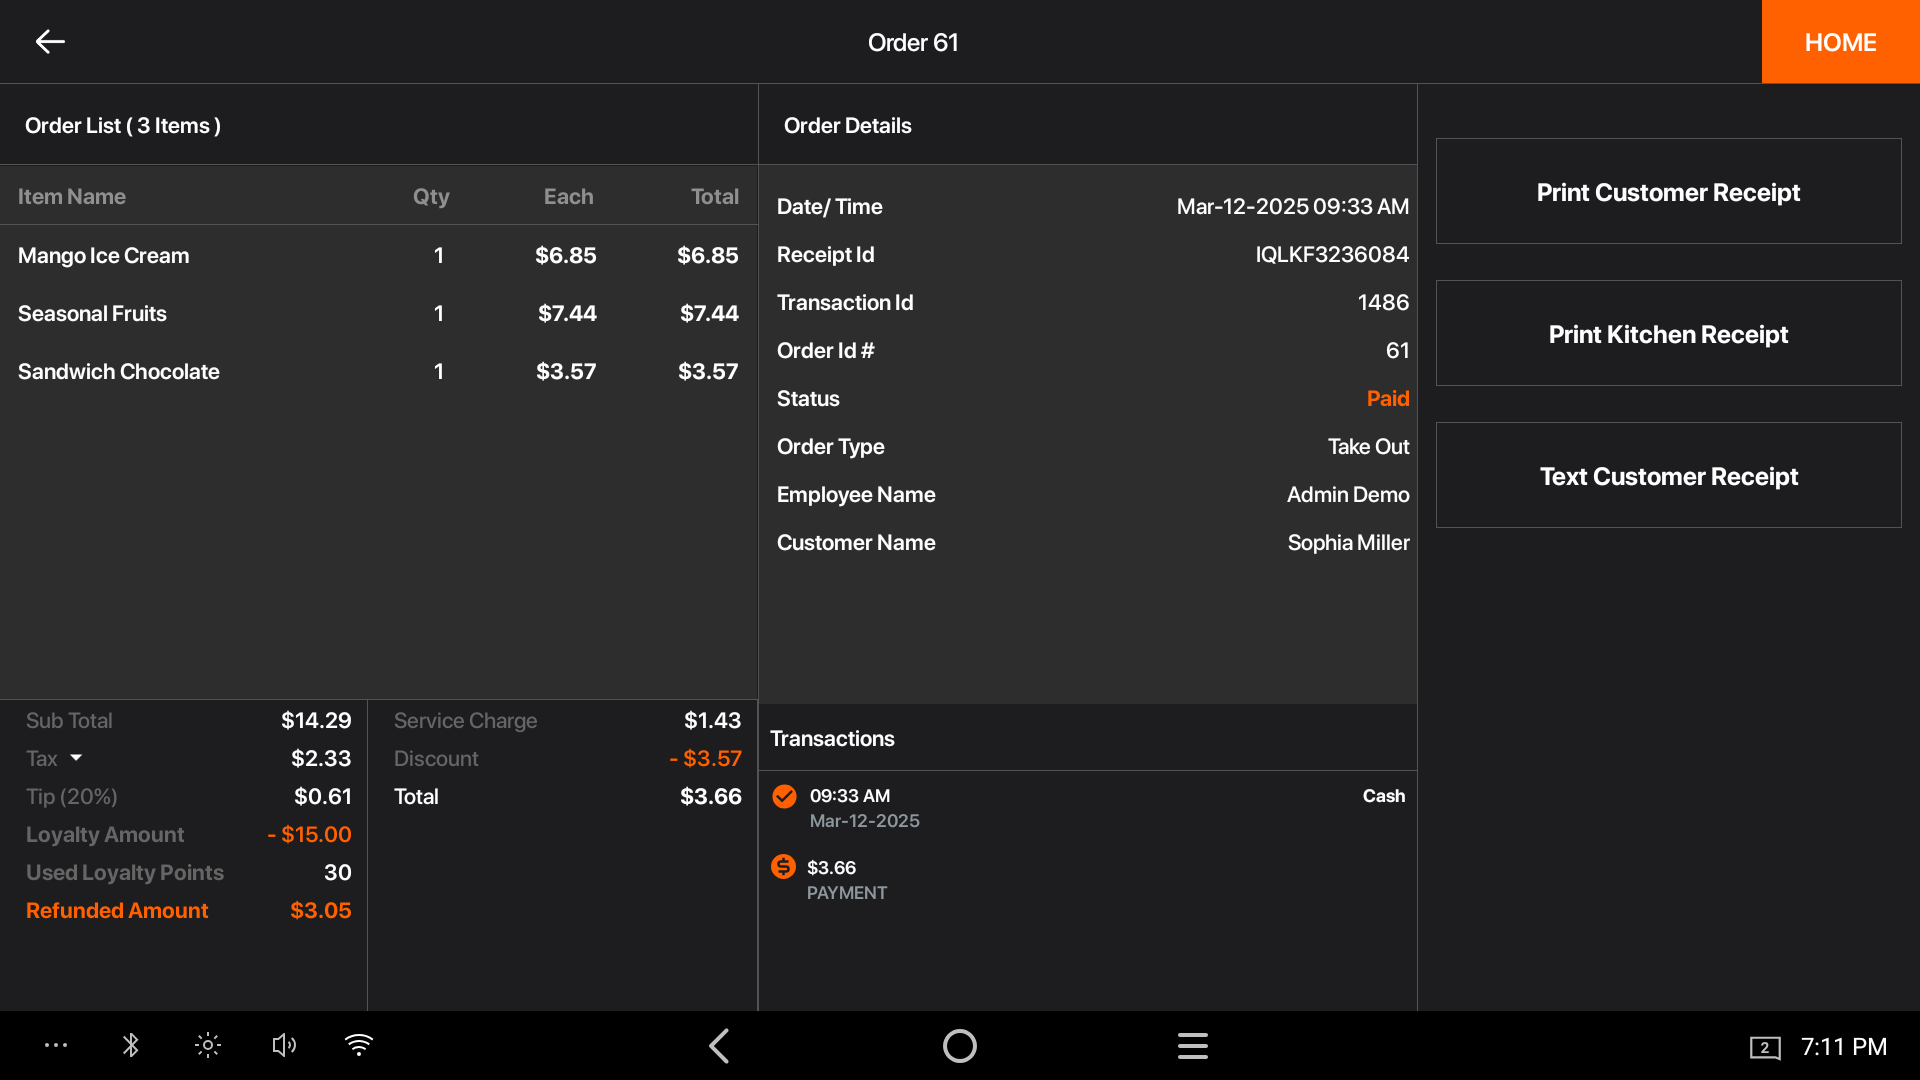 Order 61
HOME
Order List ( 3 Items )
Item Name Qty Each Total
Mango Ice Cream 1 $6.85 $6.85
Seasonal Fruits 1 $7.44 $7.44
Sandwich Chocolate 1 $3.57 $3.57
Sub Total $14.29
Tax $2.33
Tip (20%) $0.61
Loyalty Amount - $15.00
Used Loyalty Points 30
Refunded Amount $3.05
Service Charge $1.43
Discount - $3.57
Total $3.66
Order Details
Date/ Time Mar-12-2025 09:33 AM
Receipt Id IQLKF3236084
Transaction Id 1486
Order Id # 61
Status Paid
Order Type Take Out
Employee Name Admin Demo
Customer Name Sophia Miller
Transactions
09:33 AM Cash
Mar-12-2025
$3.66
PAYMENT
Print Customer Receipt
Print Kitchen Receipt
Text Customer Receipt
2 7:11 PM